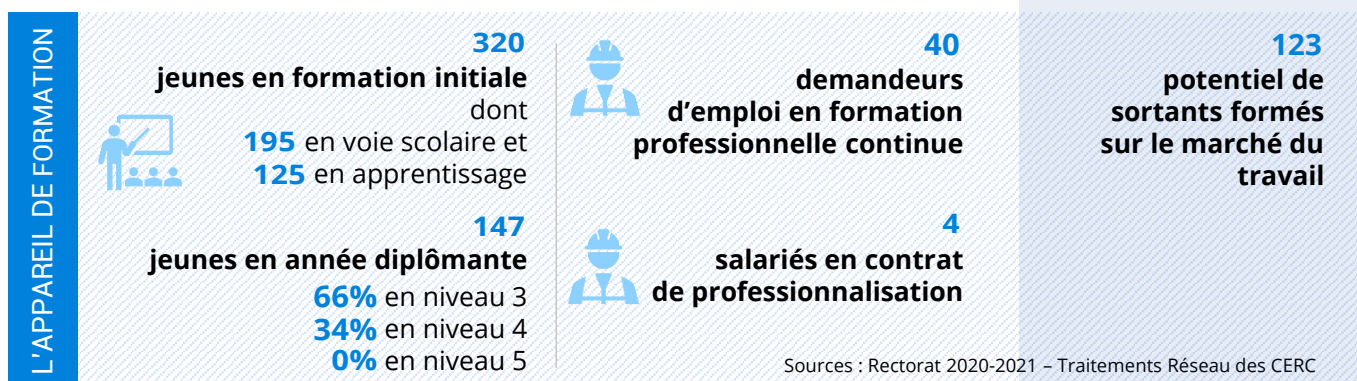 L'APPAREIL DE FORMATION
320
jeunes en formation initiale
dont
195 en voie scolaire et
125 en apprentissage
147
jeunes en année diplômante
66% en niveau 3
34% en niveau 4
0% en niveau 5
40
demandeurs
d’emploi en formation
professionnelle continue
4
salariés en contrat
de professionnalisation
123
potentiel de
sortants formés
sur le marché du
travail
Sources : Rectorat 2020-2021 – Traitements Réseau des CERC